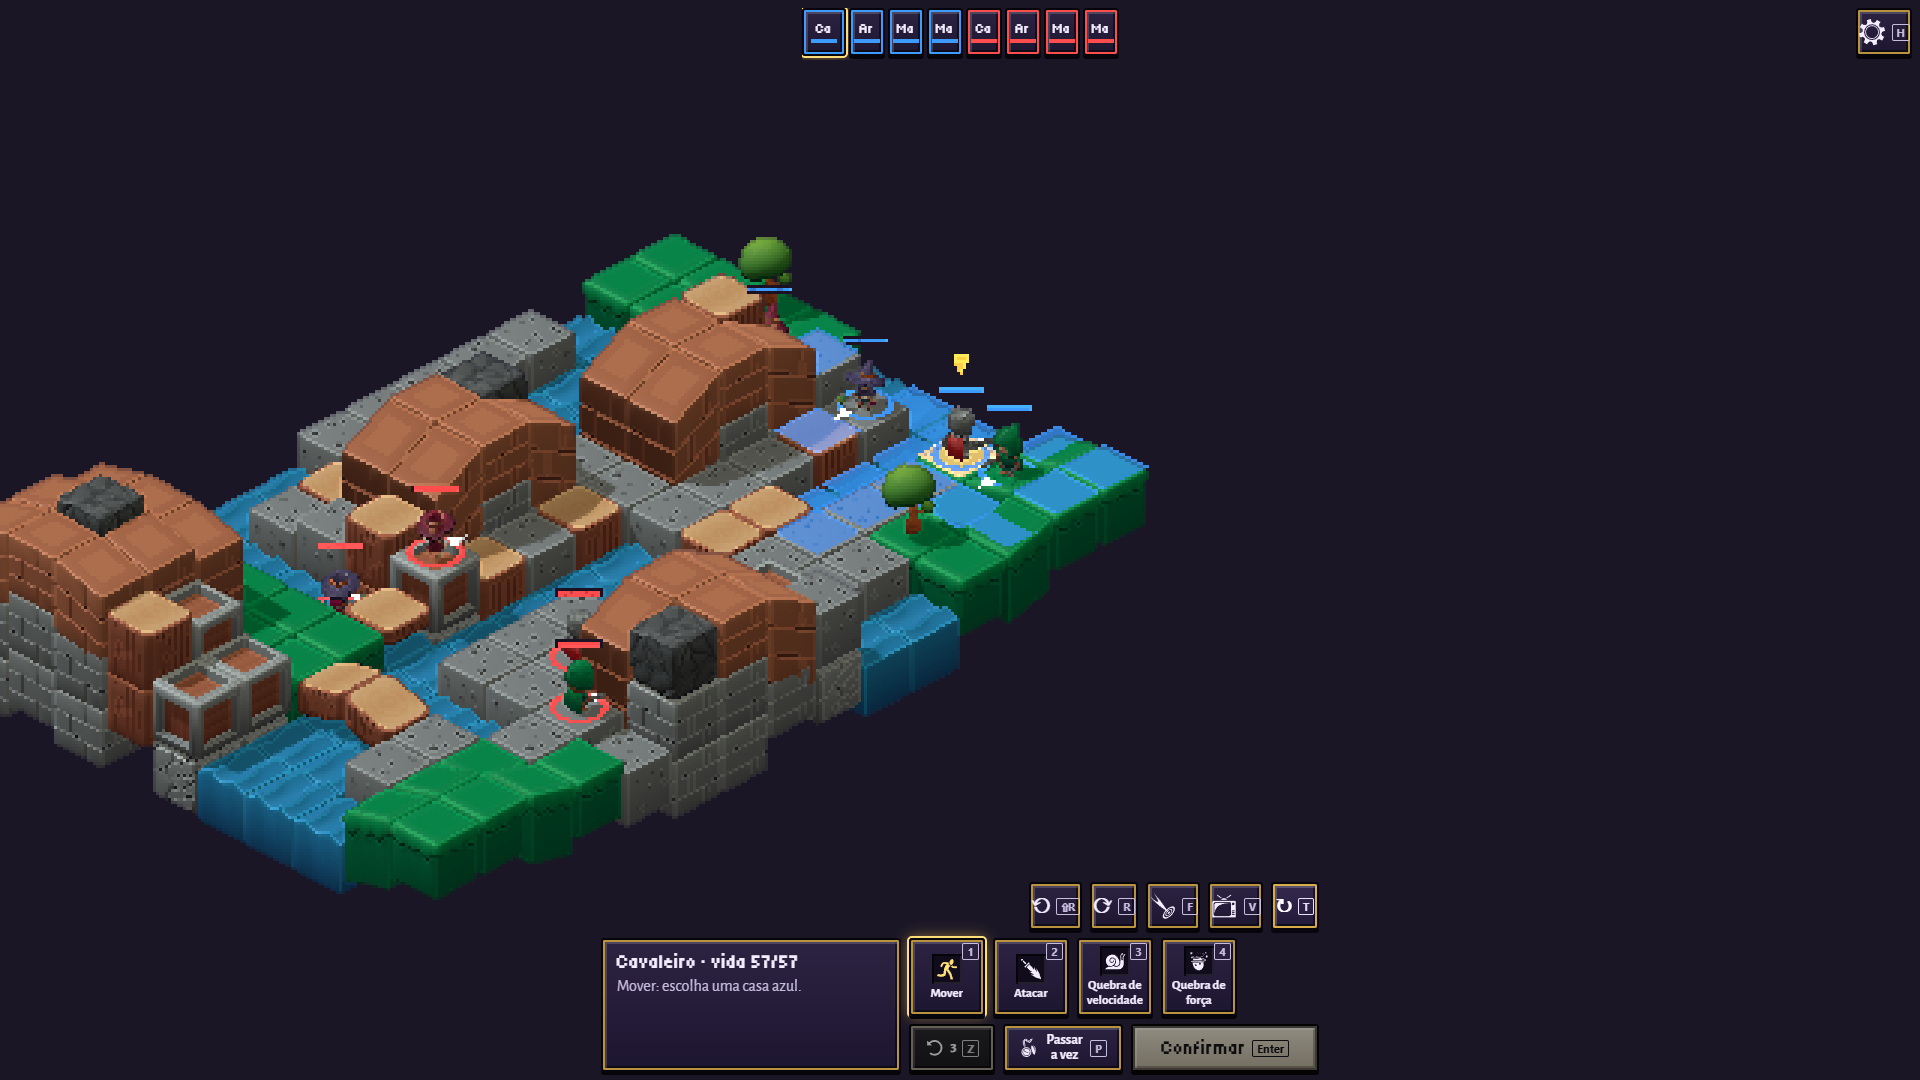 Ca Ar Ma Ma Ca Ar Ma Ma
H
R R F V T
Cavaleiro · vida 57/57
Mover: escolha uma casa azul.
1 2 3 4
Mover
Atacar
Quebra de
velocidade
Quebra de
força
3 Z
Passar
a vez P
Confirmar Enter